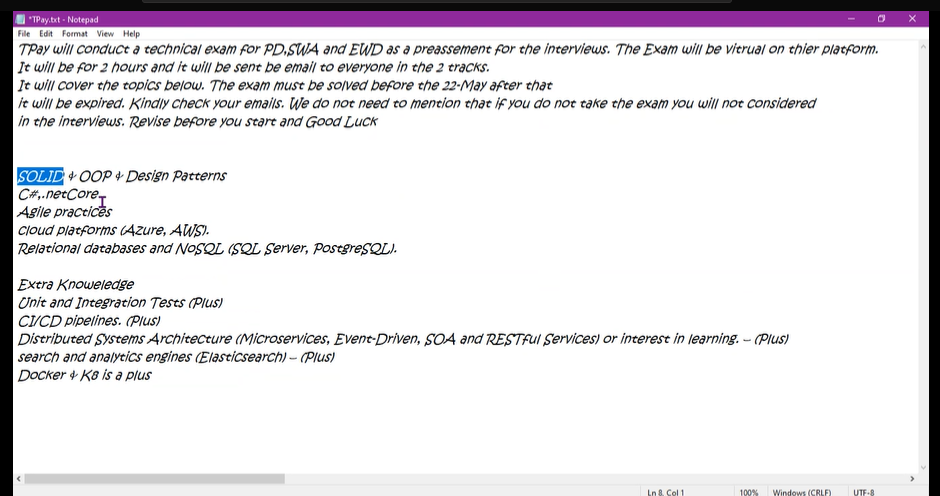 *TPay.txt - Notepad
File Edit Format View Help
TPay will conduct a technical exam for PD,SWA and EWD as a preassement for the interviews. The Exam will be vitrual on thier platform.
It will be for 2 hours and it will be sent be email to everyone in the 2 tracks.
It will cover the topics below. The exam must be solved before the 22-May after that
it will be expired. Kindly check your emails. We do not need to mention that if you do not take the exam you will not considered
in the interviews. Revise before you start and Good Luck
SOLID & OOP & Design Patterns
C#,.netCore
Agile practices
cloud platforms (Azure, AWS).
Relational databases and NoSQL (SQL Server, PostgreSQL).
Extra Knoweledge
Unit and Integration Tests (Plus)
CI/CD pipelines. (Plus)
Distributed Systems Architecture (Microservices, Event-Driven, SOA and RESTful Services) or interest in learning. – (Plus)
search and analytics engines (Elasticsearch) – (Plus)
Docker & K8 is a plus
Ln 8, Col 1 100% Windows (CRLF) UTF-8